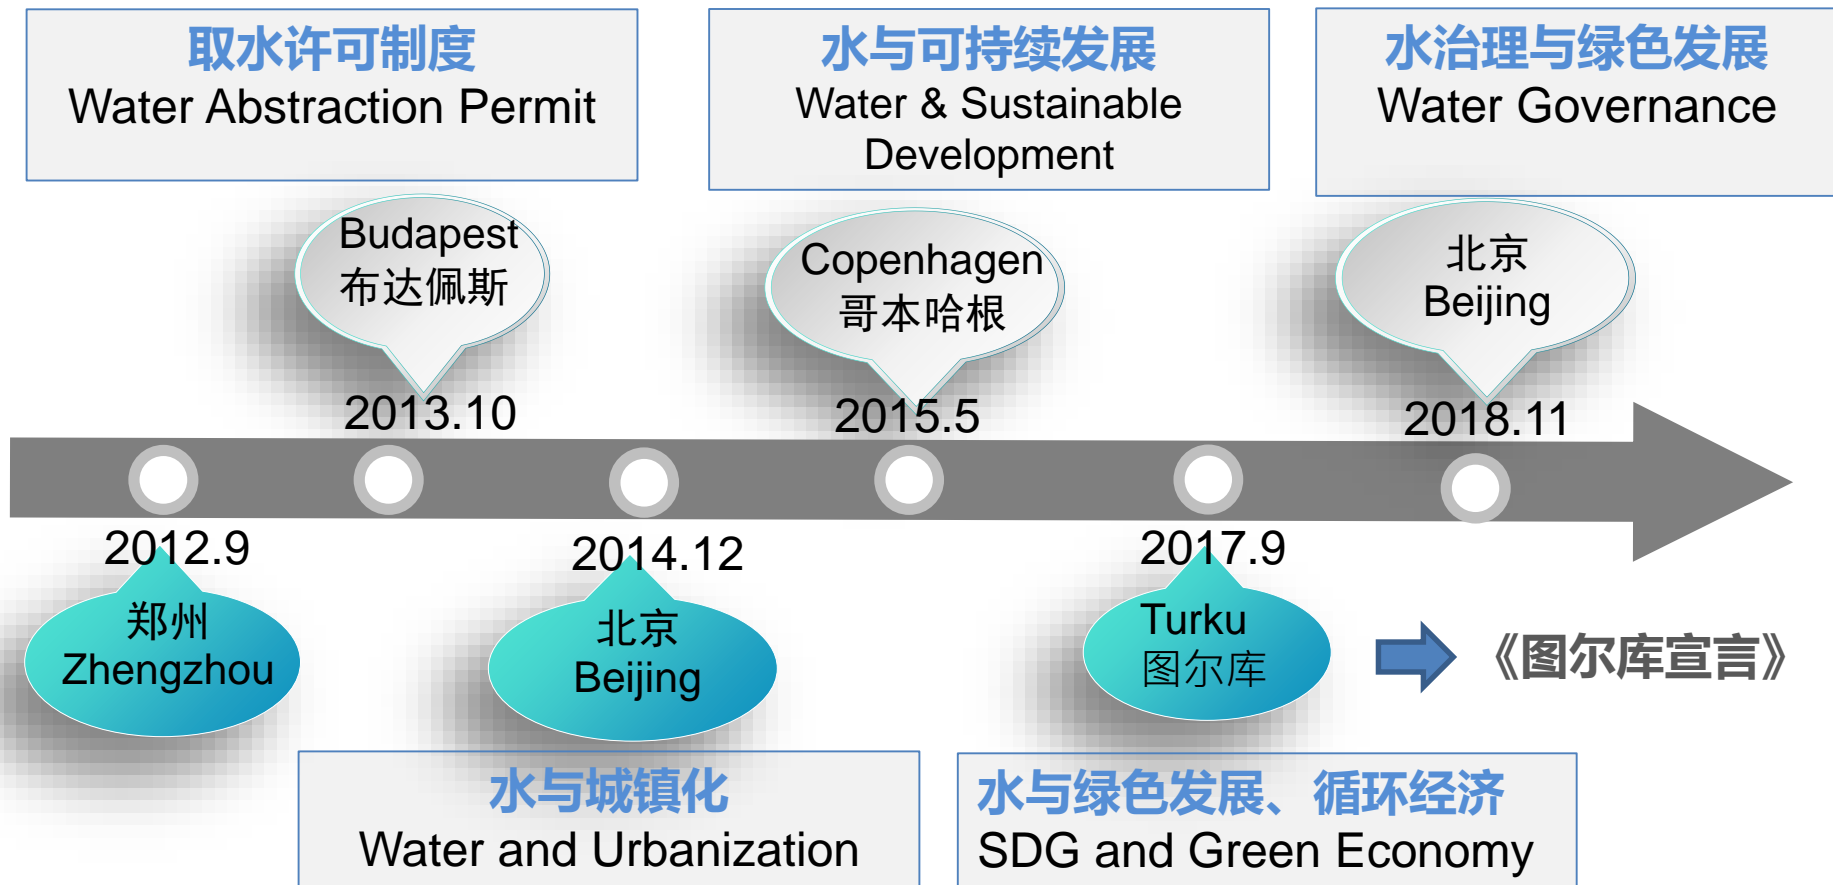 取水许可制度
Water Abstraction Permit
水与可持续发展
Water & Sustainable
Development
水治理与绿色发展
Water Governance
Budapest
布达佩斯
Copenhagen
哥本哈根
北京
Beijing
2013.10
2015.5
2018.11
2012.9
2014.12
2017.9
郑州
Zhengzhou
北京
Beijing
Turku
图尔库
《图尔库宣言》
水与城镇化
Water and Urbanization
水与绿色发展、循环经济
SDG and Green Economy